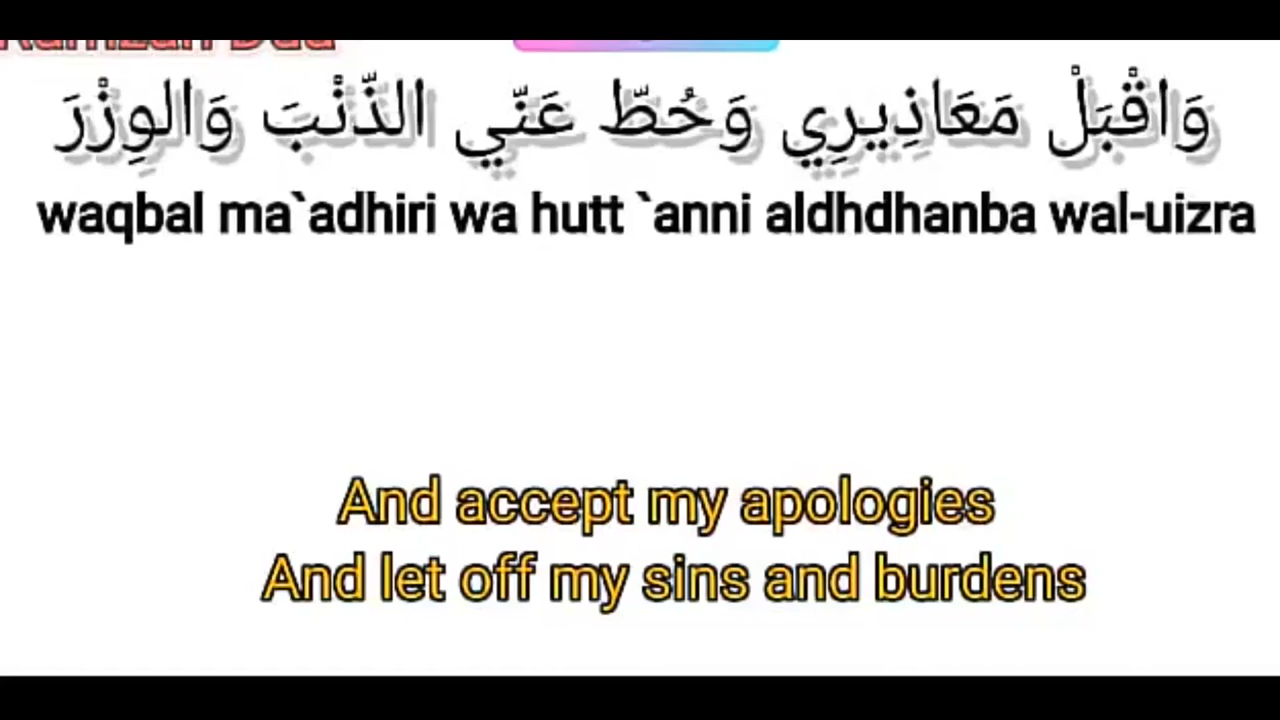 وَاقْبَلْ مَعَاذِيرِي وَحُطّ عَنّي الذّنْبَ وَالوِزْرَ
waqbal ma`adhiri wa hutt `anni aldhdhanba wal-uizra
And accept my apologies
And let off my sins and burdens